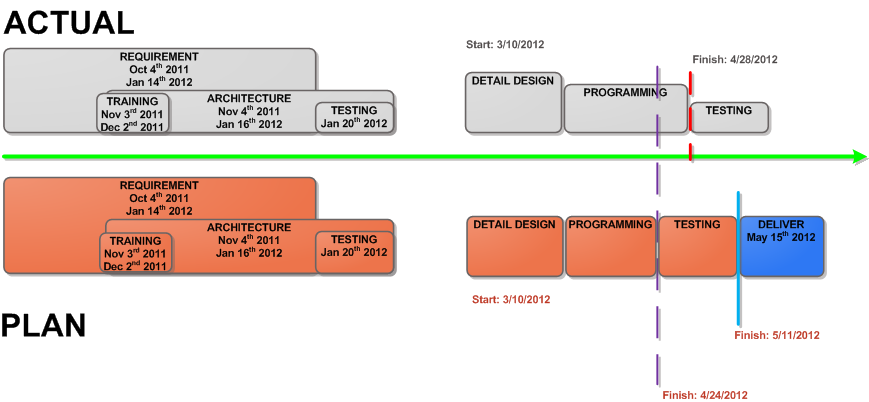 ACTUAL
REQUIREMENT
Oct 4th 2011
Jan 14th 2012
TRAINING
Nov 3rd 2011
Dec 2nd 2011
ARCHITECTURE
Nov 4th 2011
Jan 16th 2012
TESTING
Jan 20th 2012
Start: 3/10/2012
Finish: 4/28/2012
DETAIL DESIGN
PROGRAMMING
TESTING
REQUIREMENT
Oct 4th 2011
Jan 14th 2012
TRAINING
Nov 3rd 2011
Dec 2nd 2011
ARCHITECTURE
Nov 4th 2011
Jan 16th 2012
TESTING
Jan 20th 2012
DETAIL DESIGN
PROGRAMMING
TESTING
DELIVER
May 15th 2012
Start: 3/10/2012
PLAN
Finish: 5/11/2012
Finish: 4/24/2012